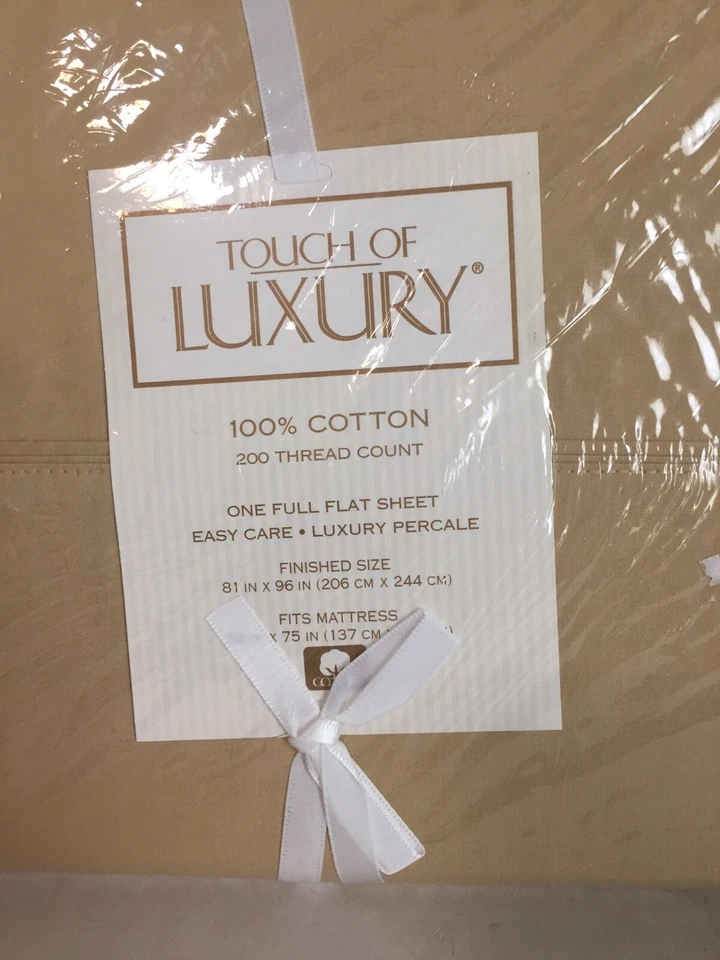 TOUCH OF
LUXURY®
100% COTTON
200 THREAD COUNT
ONE FULL FLAT SHEET
EASY CARE • LUXURY PERCALE
FINISHED SIZE
81 IN X 96 IN (206 CM X 244 CM)
FITS MATTRESS
X 75 IN (137 CM